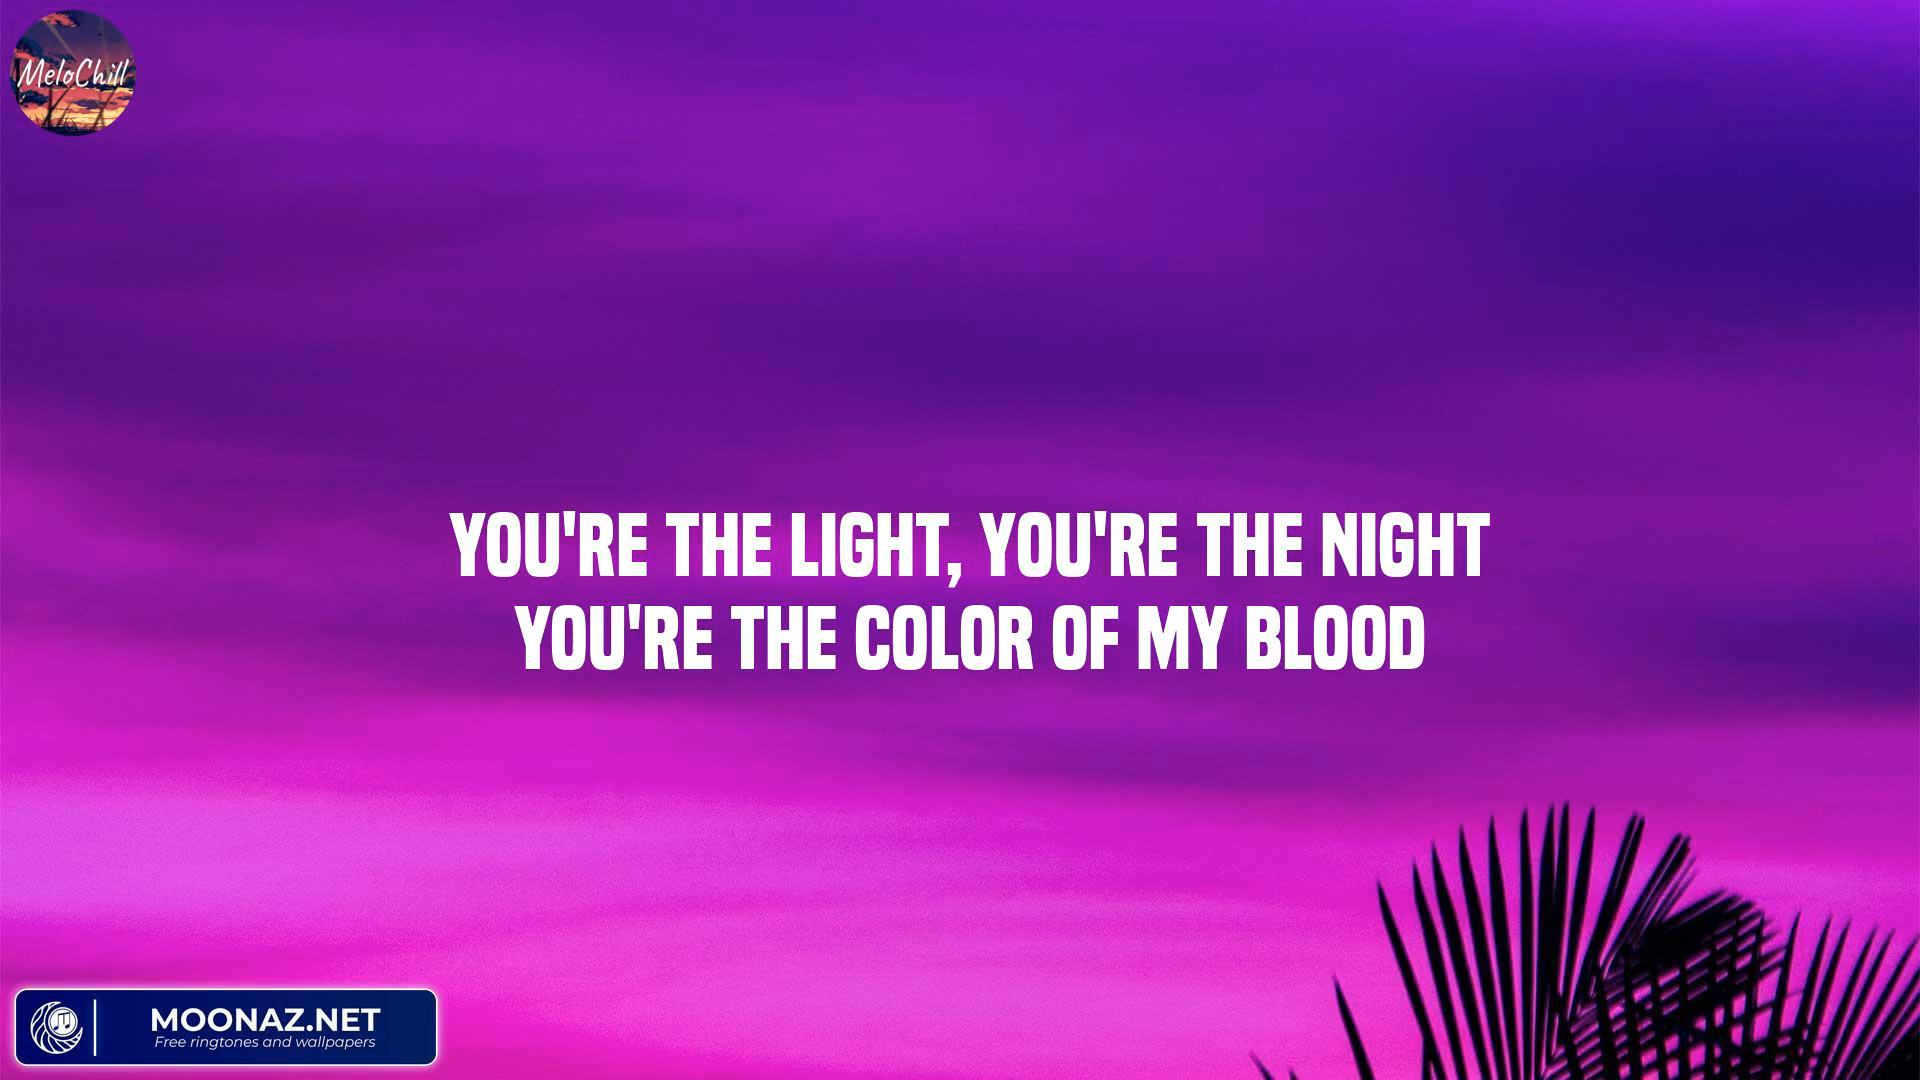 MeloChill
YOU'RE THE LIGHT, YOU'RE THE NIGHT
YOU'RE THE COLOR OF MY BLOOD
MOONAZ.NET
Free ringtones and wallpapers